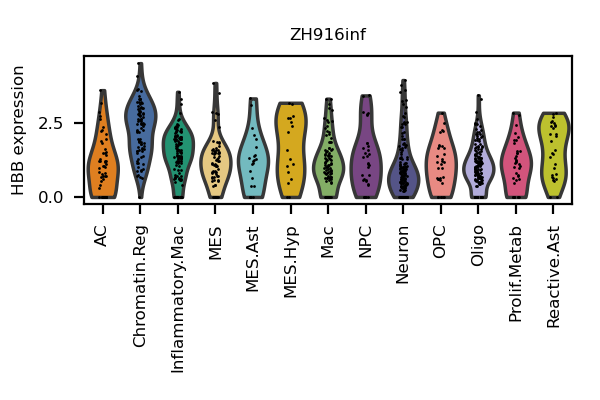 ZH916inf
HBB expression
2.5
0.0
AC
Chromatin.Reg
Inflammatory.Mac
MES
MES.Ast
MES.Hyp
Mac
NPC
Neuron
OPC
Oligo
Prolif.Metab
Reactive.Ast